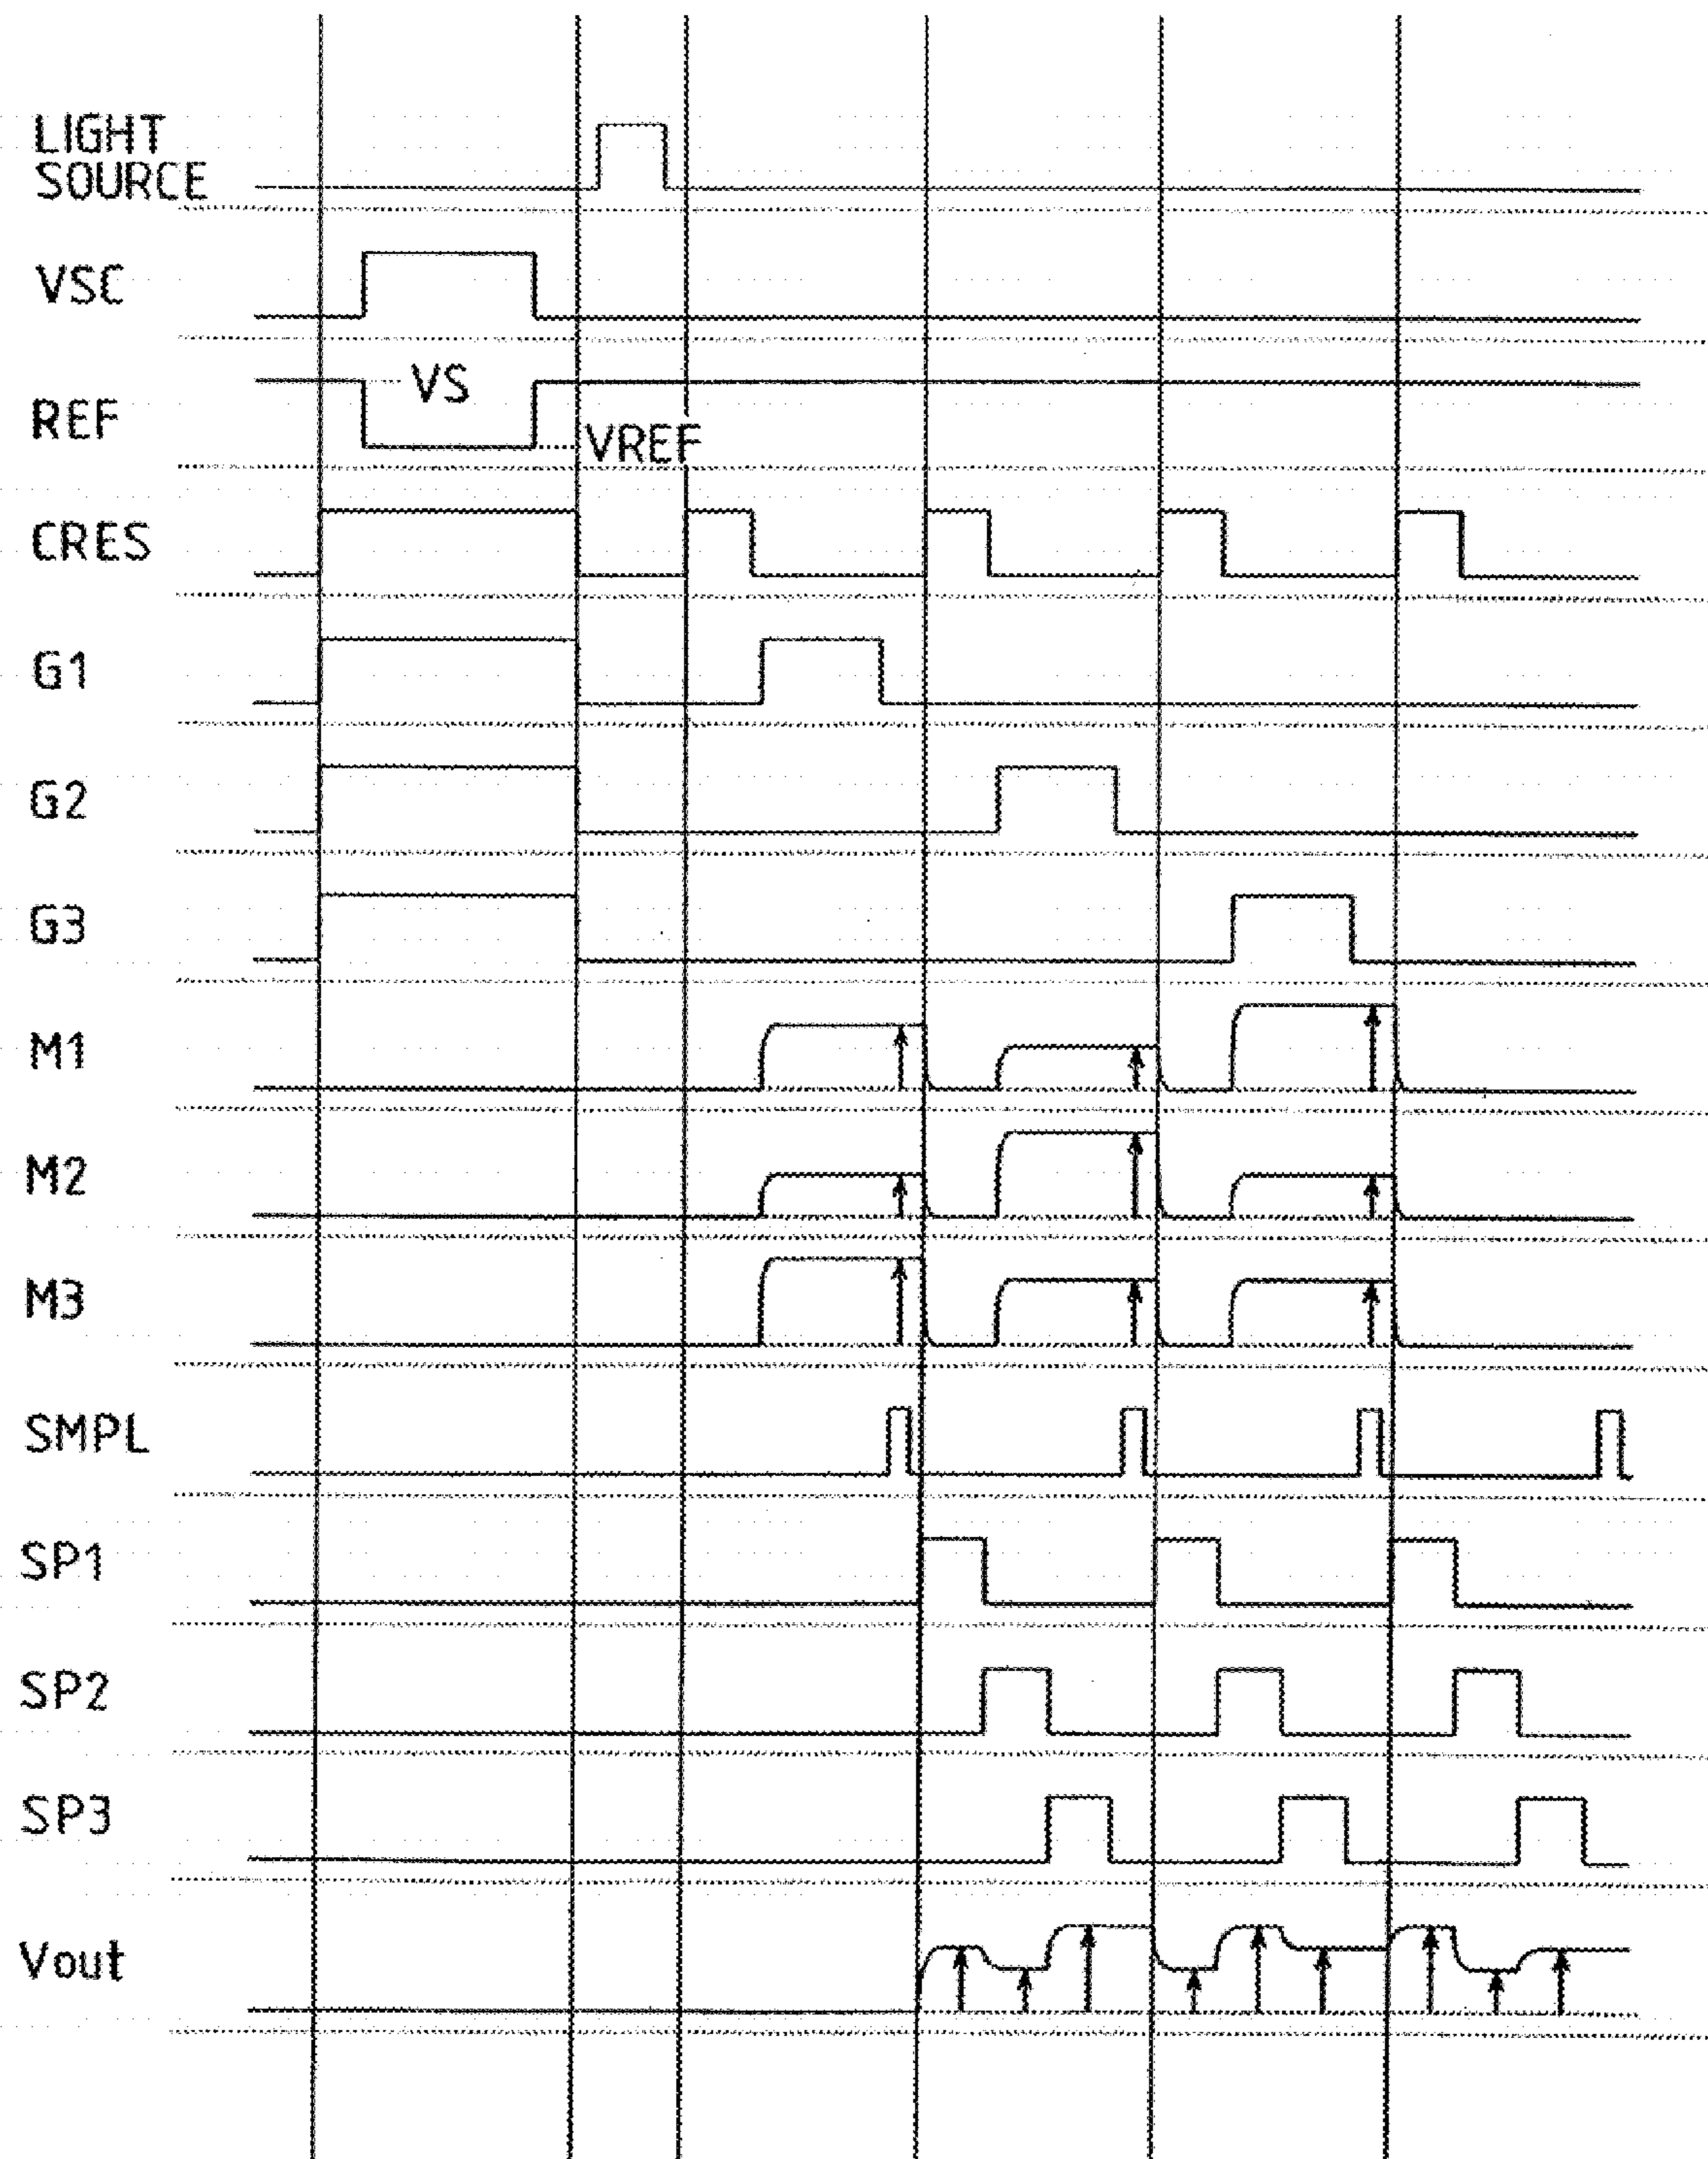 LIGHT
SOURCE
VSC
VS
REF
VREF
CRES
G1
G2
G3
M1
M2
M3
SMPL
SP1
SP2
SP3
Vout